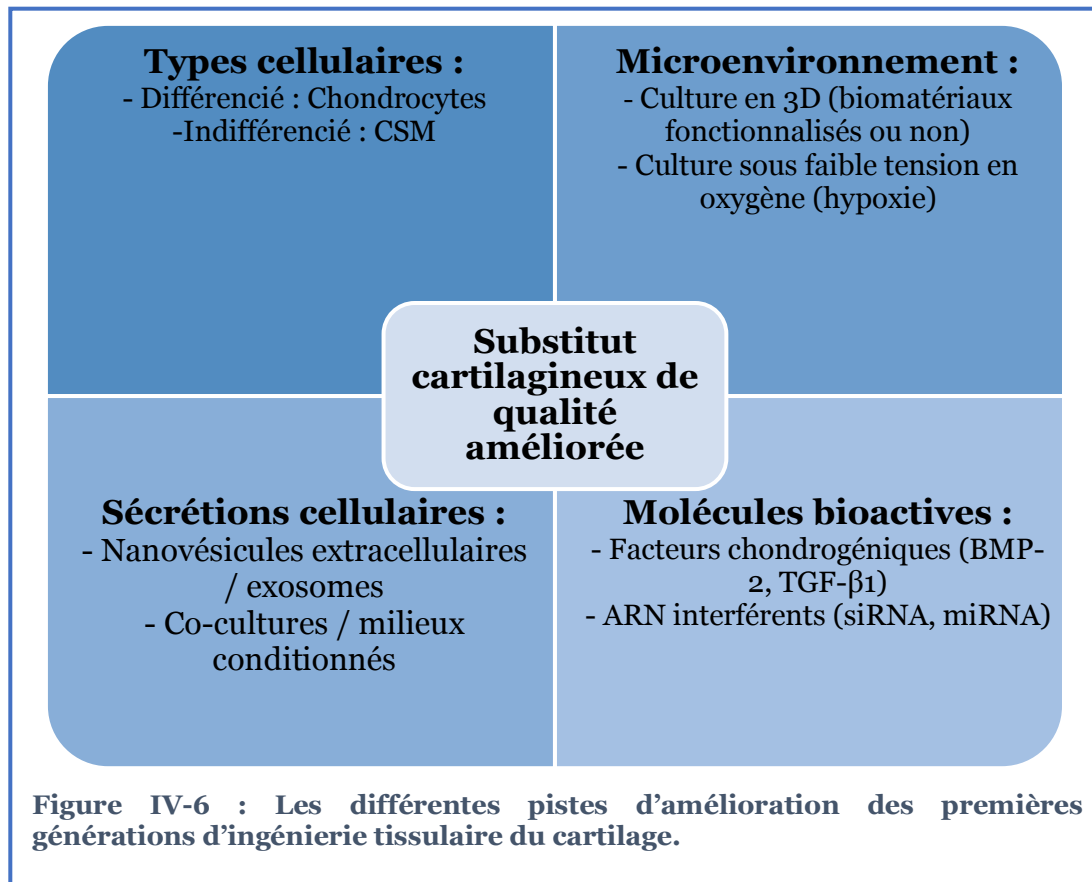 Types cellulaires :
- Différencié : Chondrocytes
-Indifférencié : CSM
Microenvironnement :
- Culture en 3D (biomatériaux
fonctionnalisés ou non)
- Culture sous faible tension en
oxygène (hypoxie)
Substitut
cartilagineux de
qualité
améliorée
Sécrétions cellulaires :
- Nanovésicules extracellulaires
/ exosomes
- Co-cultures / milieux
conditionnés
Molécules bioactives :
- Facteurs chondrogéniques (BMP-
2, TGF-β1)
- ARN interférents (siRNA, miRNA)
Figure IV-6 : Les différentes pistes d’amélioration des premières
générations d’ingénierie tissulaire du cartilage.